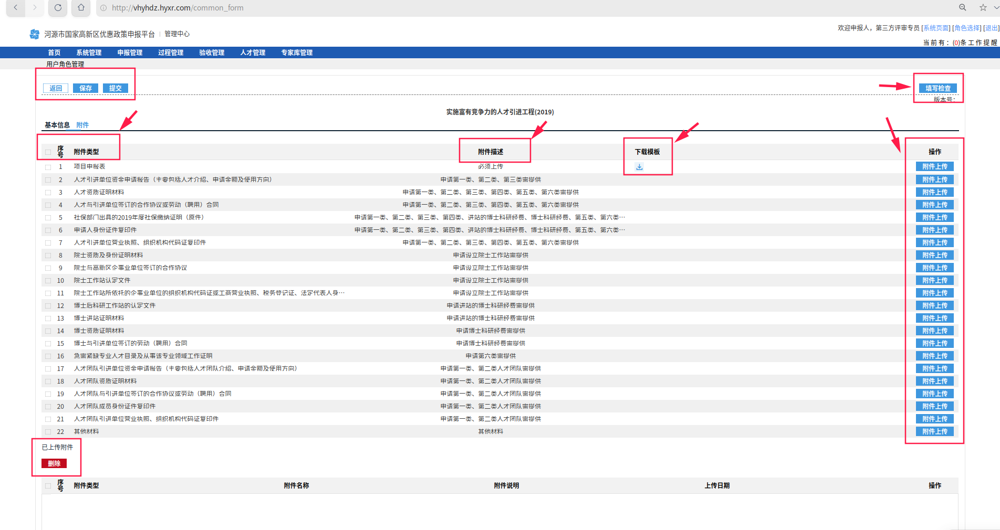 http://vhyhdz.hyxr.com/common_form
欢迎申报人，第三方评审专员 [系统页面] [角色选择] [退出]
河源市国家高新区优惠政策申报平台 | 管理中心
当前有：(0)条工作提醒
首页 系统管理 申报管理 过程管理 验收管理 人才管理 专家库管理
用户角色管理
返回 保存 提交 填写检查
版本号:
实施富有竞争力的人才引进工程(2019)
基本信息 附件
序号 附件类型 附件描述 下载模板 操作
1 项目申报表 必须上传 附件上传
2 人才引进单位资金申请报告（主要包括人才介绍、申请金额及使用方向） 申请第一类、第二类、第三类需提供 附件上传
3 人才资质证明材料 申请第一类、第二类、第三类、第四类、第五类、第六类需提供 附件上传
4 人才与引进单位签订的合作协议或劳动（聘用）合同 申请第一类、第二类、第三类、第四类、第五类、第六类需提供 附件上传
5 社保部门出具的2019年度社保缴纳证明（原件） 申请第一类、第二类、第三类、第四类、进站的博士科研经费、博士科研经费、第五类、第六类… 附件上传
6 申请人身份证件复印件 申请第一类、第二类、第三类、第四类、进站的博士科研经费、博士科研经费、第五类、第六类… 附件上传
7 人才引进单位营业执照、组织机构代码证复印件 申请第一类、第二类、第三类、第四类、第五类、第六类需提供 附件上传
8 院士资质及身份证明材料 申请设立院士工作站需提供 附件上传
9 院士与高新区企事业单位签订的合作协议 申请设立院士工作站需提供 附件上传
10 院士工作站认定文件 申请设立院士工作站需提供 附件上传
11 院士工作站所依托的企事业单位的组织机构代码证或工商营业执照、税务登记证、法定代表人身… 申请设立院士工作站需提供 附件上传
12 博士后科研工作站的认定文件 申请进站的博士科研经费需提供 附件上传
13 博士进站证明材料 申请进站的博士科研经费需提供 附件上传
14 博士资质证明材料 申请博士科研经费需提供 附件上传
15 博士与引进单位签订的劳动（聘用）合同 申请博士科研经费需提供 附件上传
16 急需紧缺专业人才目录及从事该专业领域工作证明 申请第六类需提供 附件上传
17 人才团队引进单位资金申请报告（主要包括人才团队介绍、申请金额及使用方向） 申请第一类、第二类人才团队需提供 附件上传
18 人才团队资质证明材料 申请第一类、第二类人才团队需提供 附件上传
19 人才团队与引进单位签订的合作协议或劳动（聘用）合同 申请第一类、第二类人才团队需提供 附件上传
20 人才团队成员身份证件复印件 申请第一类、第二类人才团队需提供 附件上传
21 人才团队引进单位营业执照、组织机构代码证复印件 申请第一类、第二类人才团队需提供 附件上传
22 其他材料 其他材料 附件上传
已上传附件
删除
序号 附件类型 附件名称 附件说明 上传日期 操作